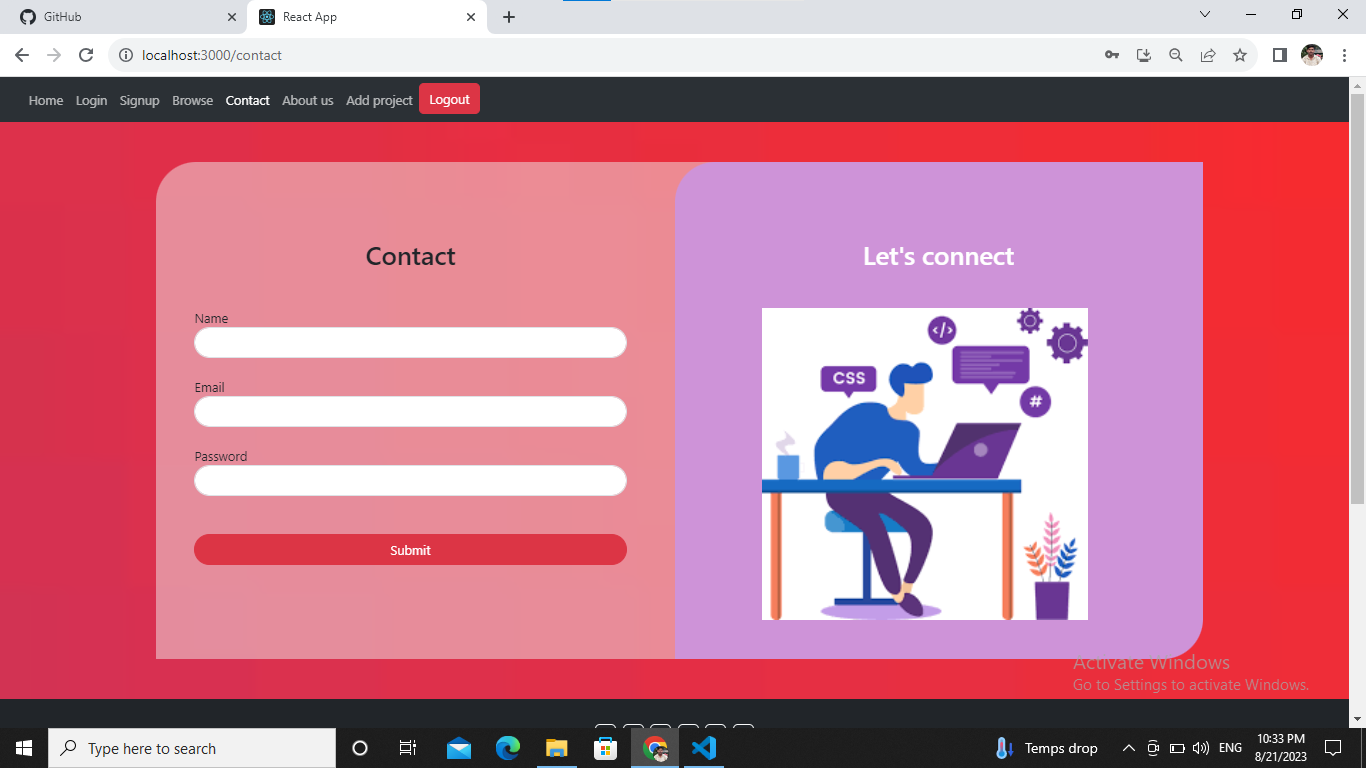 GitHub
React App
localhost:3000/contact
Home Login Signup Browse Contact About us Add project Logout
Contact
Name
Email
Password
Submit
Let's connect
</>
CSS
#
Activate Windows
Go to Settings to activate Windows.
Type here to search
Temps drop
ENG
10:33 PM
8/21/2023